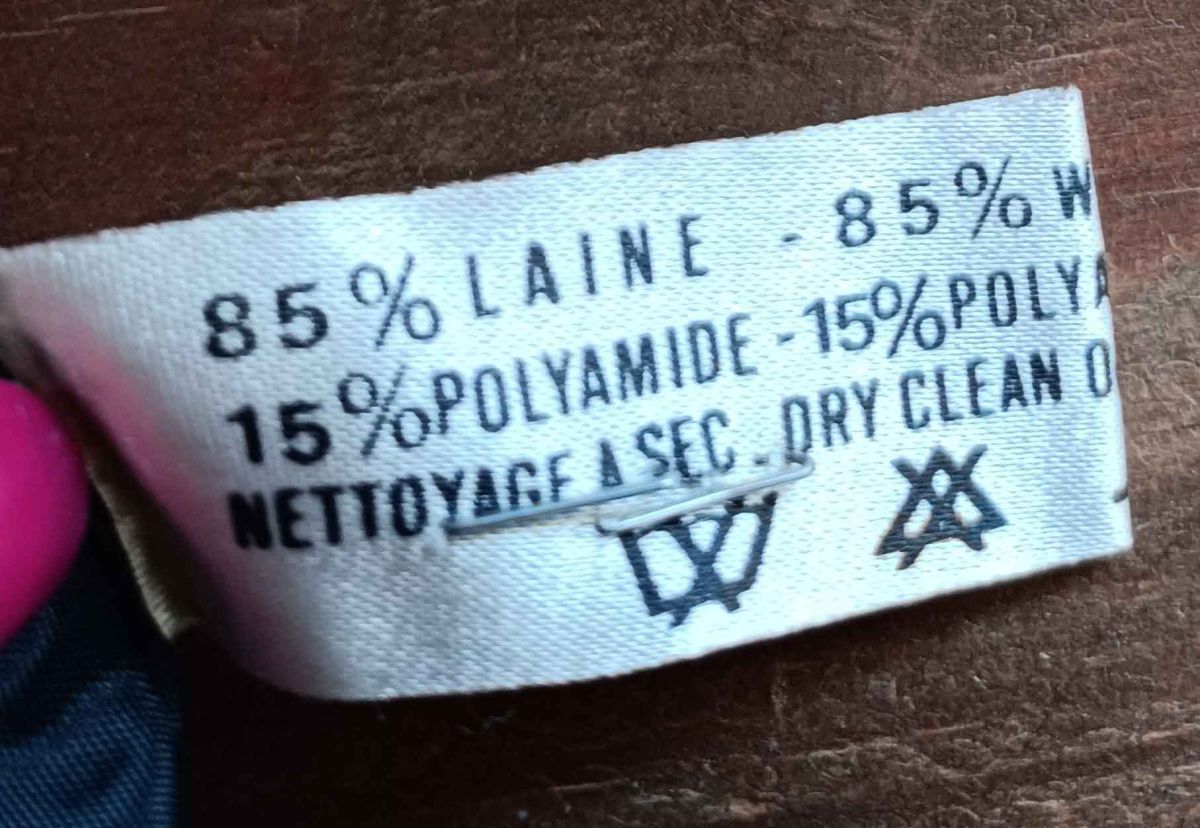 85% LAINE - 85% W
15% POLYAMIDE - 15% POLYA
NETTOYAGE A SEC . DRY CLEAN O